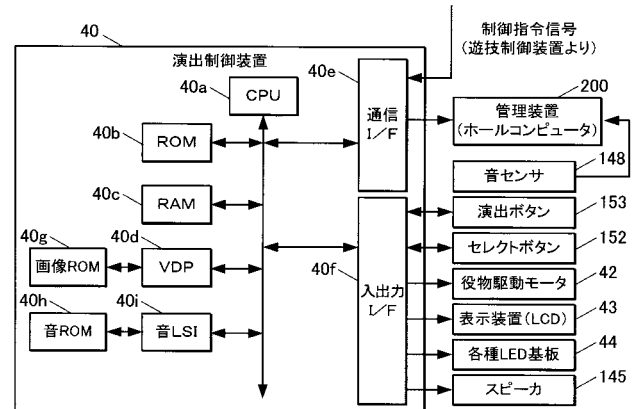 制御指令信号
(遊技制御装置より)
40
演出制御装置
40a
CPU
40e
通信
I/F
200
管理装置
(ホールコンピュータ)
40b
ROM
148
音センサ
40c
RAM
演出ボタン
153
40g
画像ROM
40d
VDP
40f
入出力
I/F
セレクトボタン
152
役物駆動モータ
42
40h
音ROM
40i
音LSI
表示装置(LCD)
43
各種LED基板
44
スピーカ
145